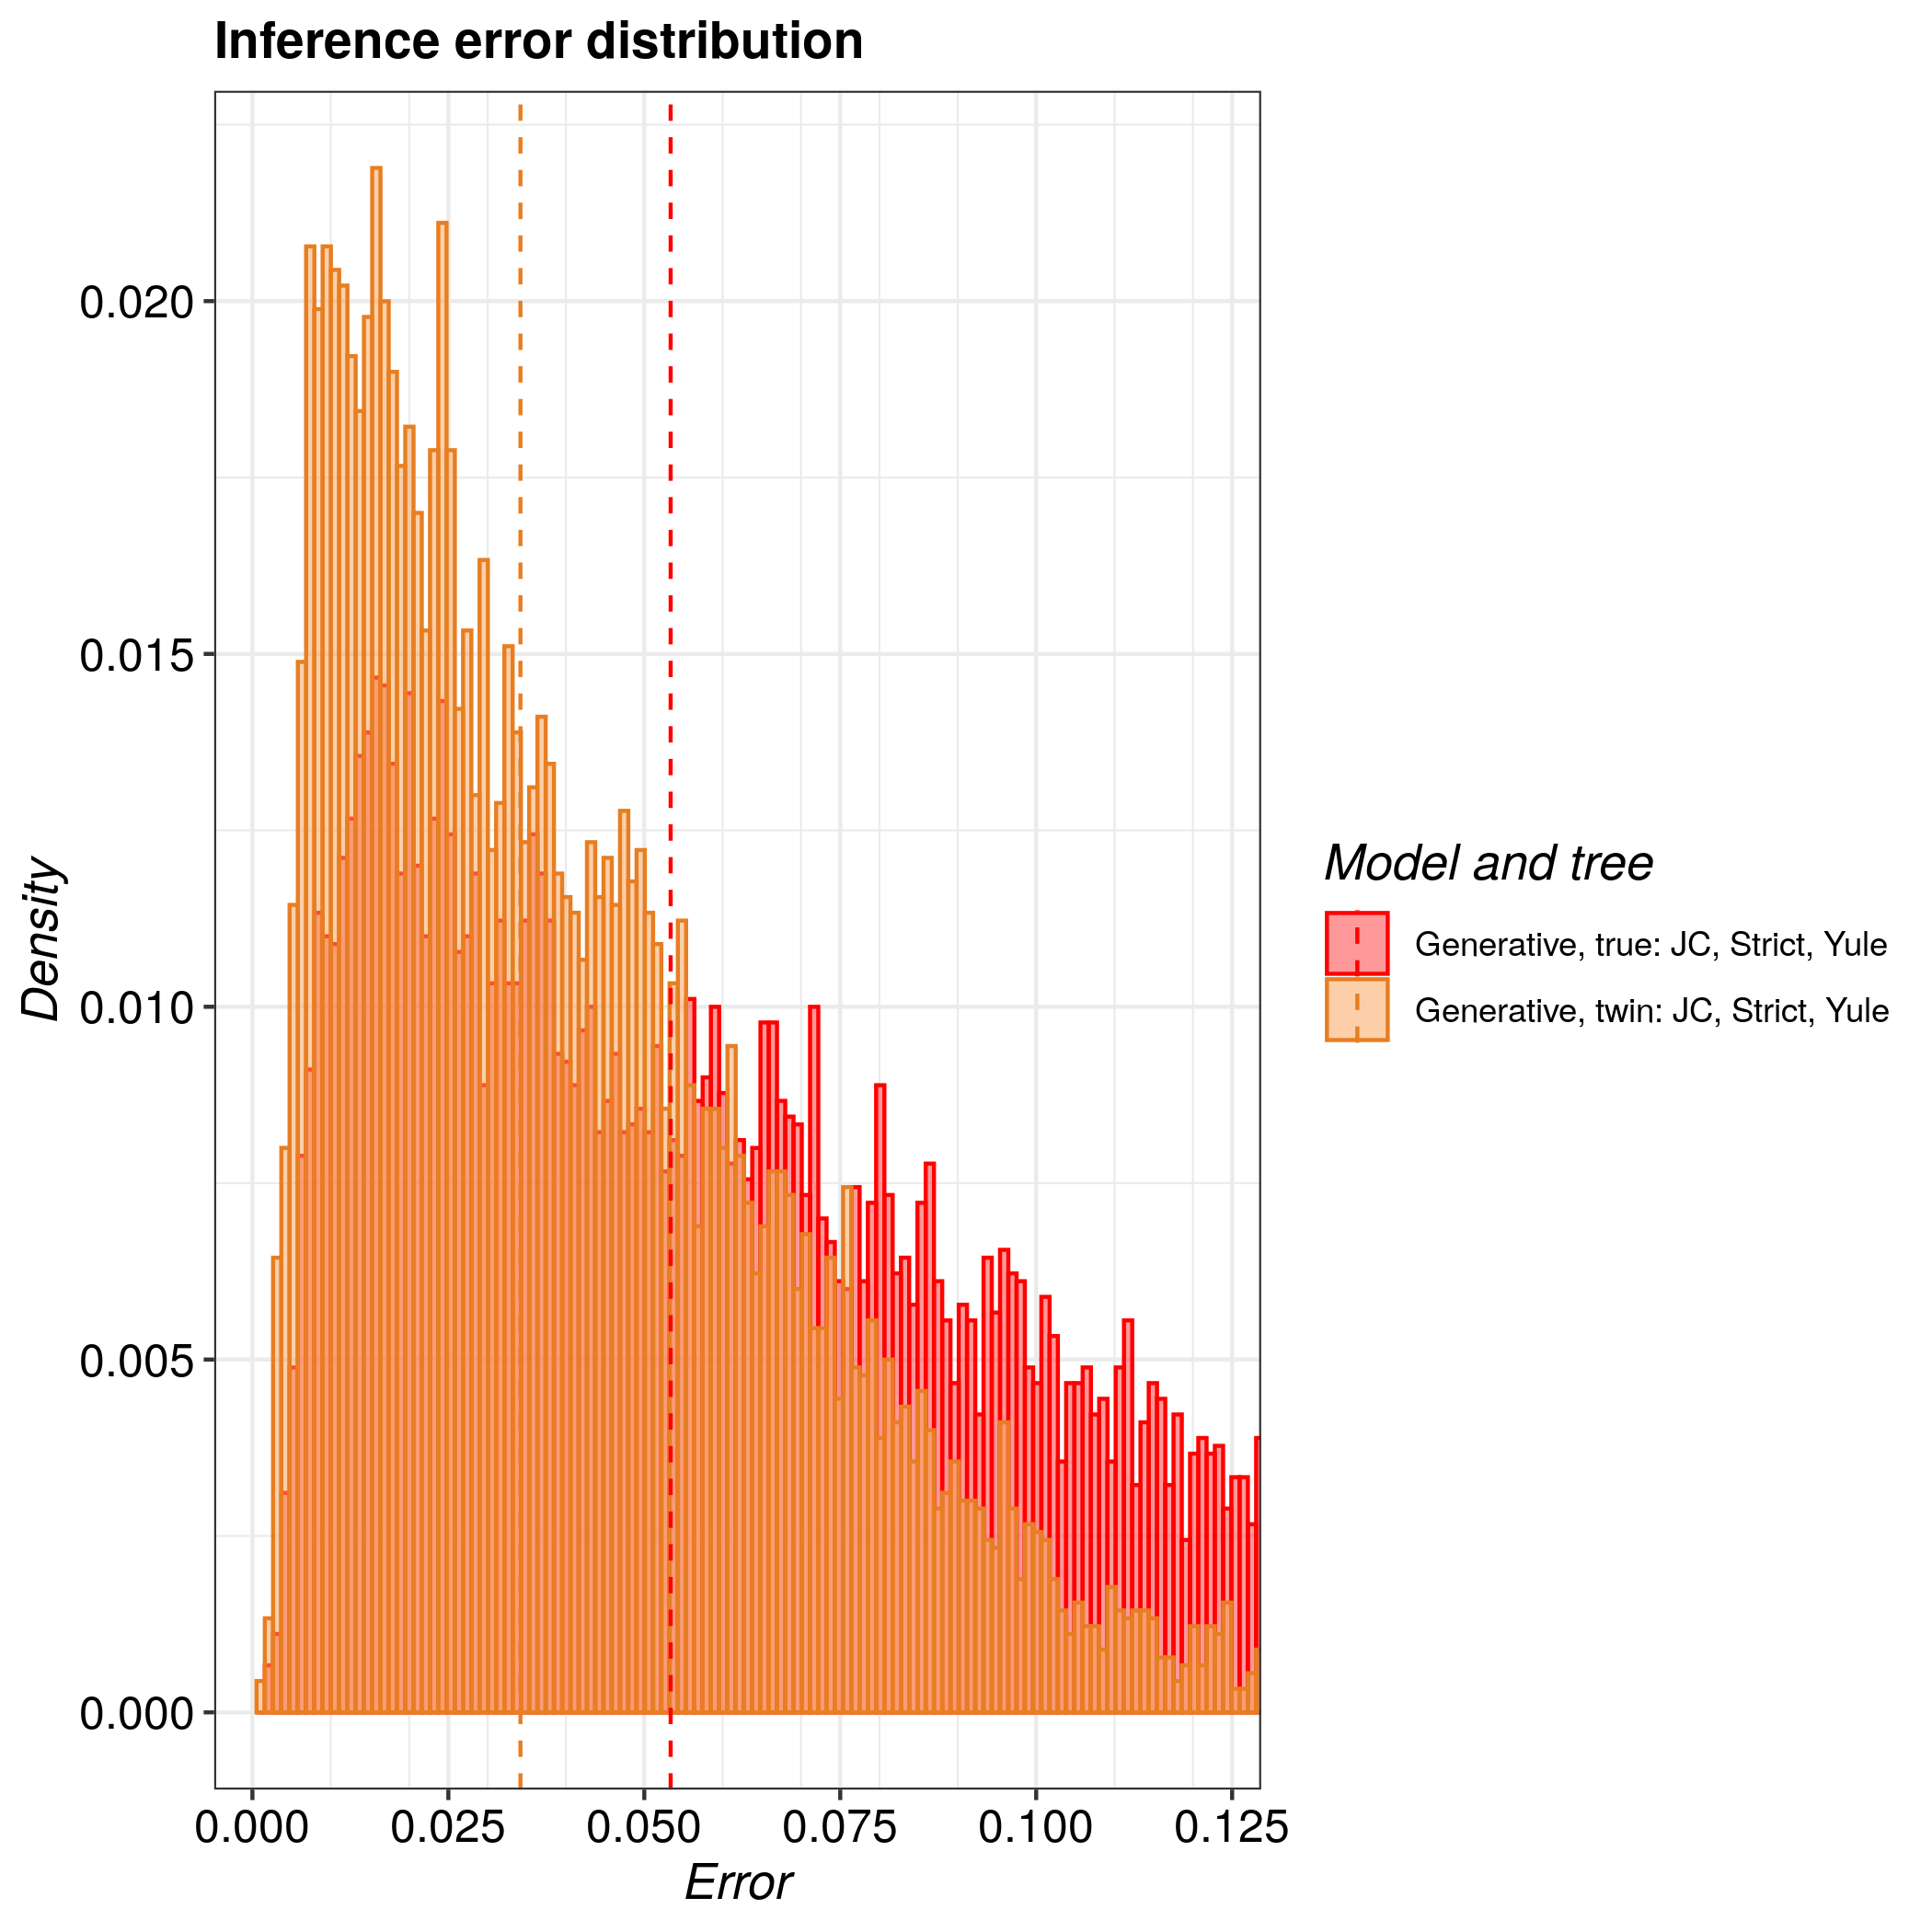 Inference error distribution
0.020
0.015
0.010
0.005
0.000
Density
0.000 0.025 0.050 0.075 0.100 0.125
Error
Model and tree
Generative, true: JC, Strict, Yule
Generative, twin: JC, Strict, Yule